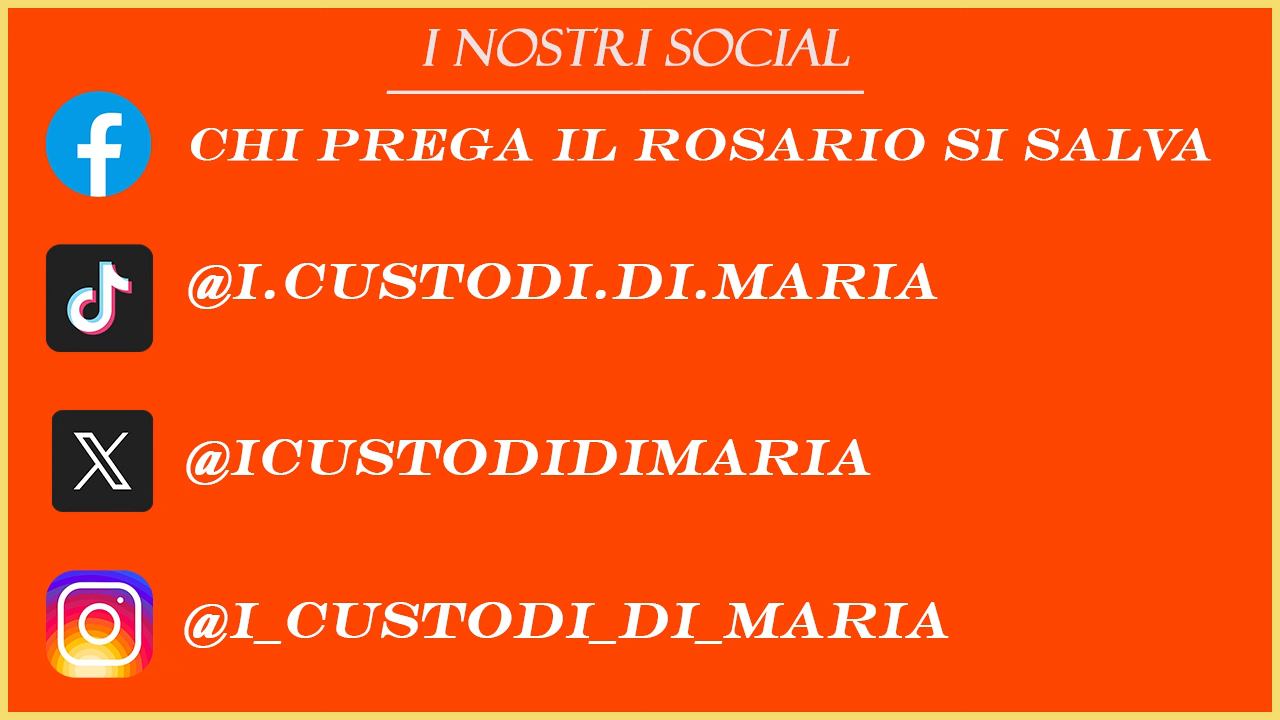 I NOSTRI SOCIAL
CHI PREGA IL ROSARIO SI SALVA
@I.CUSTODI.DI.MARIA
@ICUSTODIDIMARIA
@I_CUSTODI_DI_MARIA